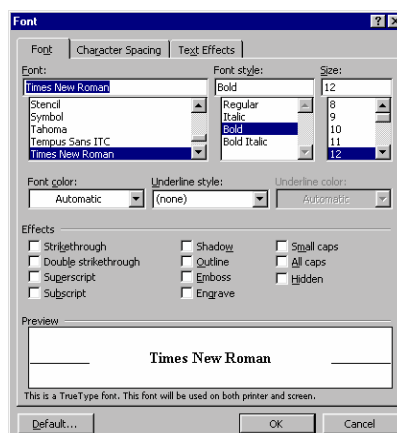 Font
Font Character Spacing Text Effects
Font: Font style: Size:
Times New Roman Bold 12
Stencil Regular 8
Symbol Italic 9
Tahoma Bold 10
Tempus Sans ITC Bold Italic 11
Times New Roman 12
Font color: Underline style: Underline color:
Automatic (none) Automatic
Effects
Strikethrough Shadow Small caps
Double strikethrough Outline All caps
Superscript Emboss Hidden
Subscript Engrave
Preview
Times New Roman
This is a TrueType font. This font will be used on both printer and screen.
Default... OK Cancel